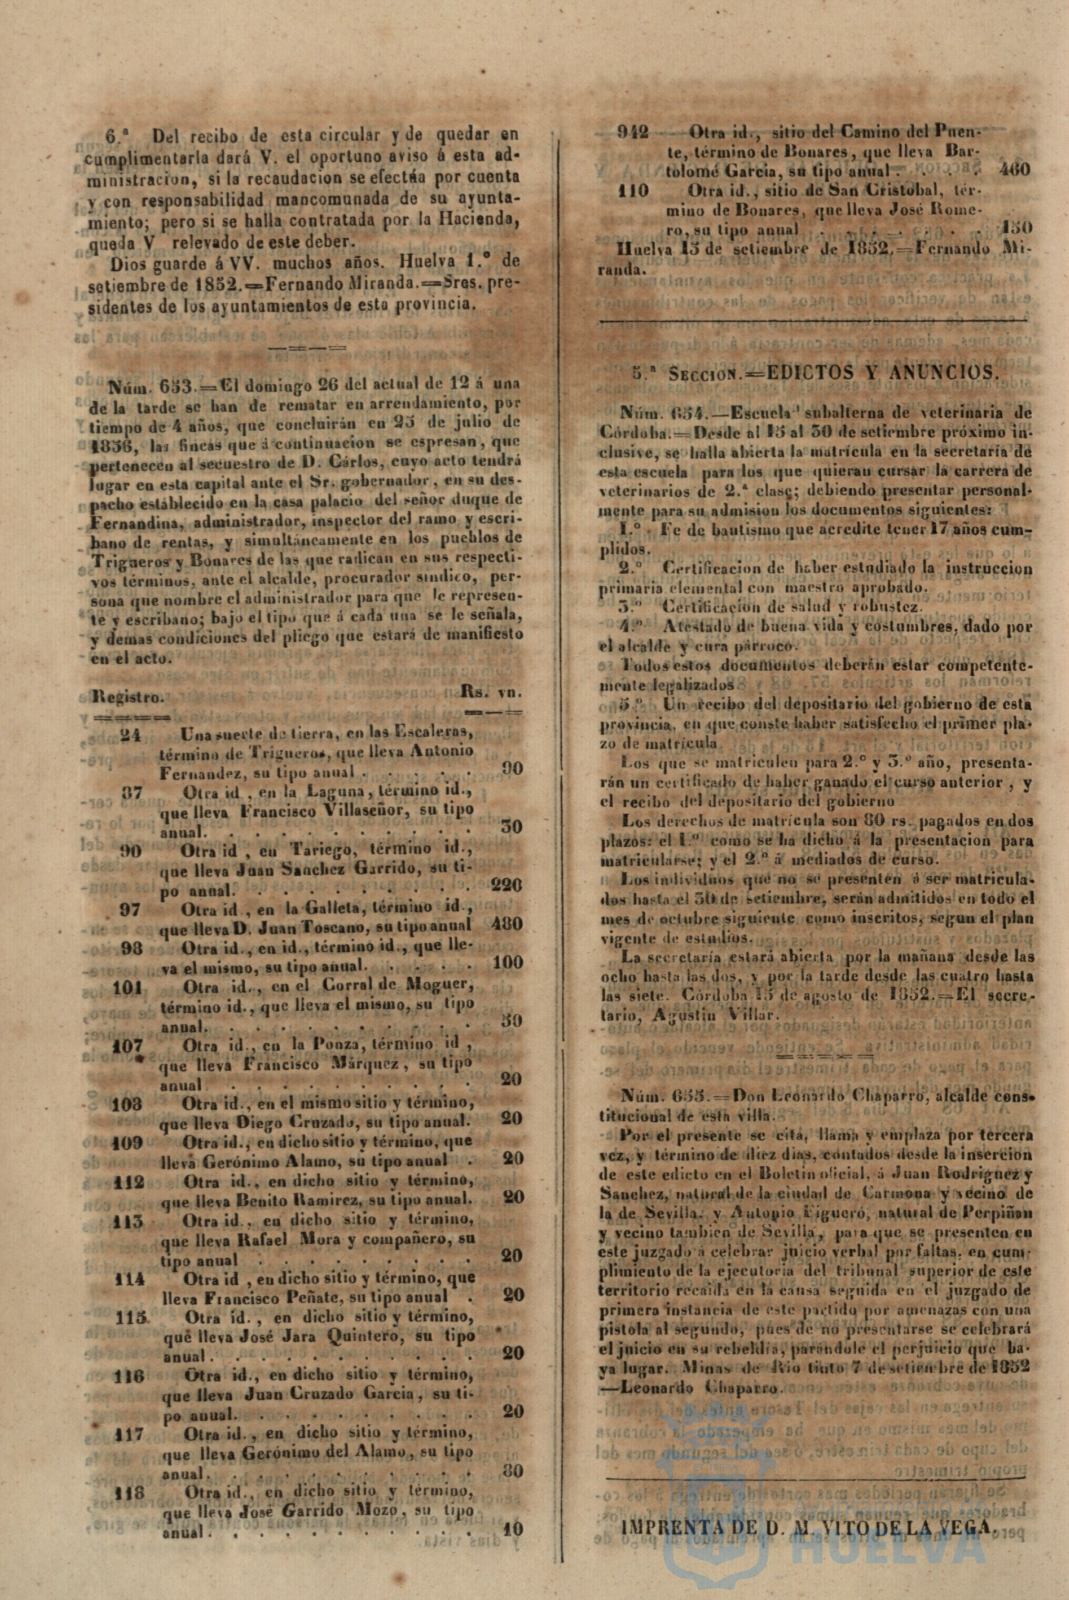 6.ª Del recibo de esta circular y de quedar en
cumplimentarla dará V. el oportuno aviso á esta ad-
ministracion, si la recaudacion se efectúa por cuenta
y con responsabilidad mancomunada de su ayunta-
miento; pero si se halla contratada por la Hacienda,
queda V relevado de este deber.
Dios guarde á VV. muchos años. Huelva 1.º de
setiembre de 1852.=Fernando Miranda.=Sres. pre-
sidentes de los ayuntamientos de esta provincia.
Núm. 653.=El domingo 26 del actual de 12 á una
de la tarde se han de rematar en arrendamiento, por
tiempo de 4 años, que concluirán en 25 de julio de
1856, las fincas que á continuacion se espresan, que
pertenecen al secuestro de D. Cárlos, cuyo acto tendrá
lugar en esta capital ante el Sr. gobernador, en su des-
pacho establecido en la casa palacio del señor duque de
Fernandina, administrador, inspector del ramo y escri-
bano de rentas, y simultáneamente en los pueblos de
Trigueros y Bonares de las que radican en sus respecti-
vos términos, ante el alcalde, procurador síndico, per-
sona que nombre el administrador para que le represen-
te y escribano; bajo el tipo que á cada una se le señala,
y demas condiciones del pliego que estará de manifiesto
en el acto.
Registro. Rs. vn.
24 Una suerte de tierra, en las Escaleras,
término de Trigueros, que lleva Antonio
Fernandez, su tipo anual . . . . . 90
87 Otra id , en la Laguna, término id.,
que lleva Francisco Villaseñor, su tipo
anual. . . . . . . . . . 30
90 Otra id , en Tariego, término id.,
que lleva Juan Sanchez Garrido, su ti-
po anual. . . . . . . . . 220
97 Otra id , en la Galleta, término id.,
que lleva D. Juan Toscano, su tipo anual 480
98 Otra id., en id., término id., que lle-
va el mismo, su tipo anual. . . . . 100
101 Otra id., en el Corral de Moguer,
término id., que lleva el mismo, su tipo
anual. . . . . . . . . . 50
107 Otra id., en la Ponza, término id ,
que lleva Francisco Márquez, su tipo
anual . . . . . . . . . . 20
108 Otra id., en el mismo sitio y término,
que lleva Diego Cruzado, su tipo anual. 20
109 Otra id., en dicho sitio y término, que
lleva Gerónimo Alamo, su tipo anual . 20
112 Otra id., en dicho sitio y término,
que lleva Benito Ramirez, su tipo anual. 20
113 Otra id., en dicho sitio y término,
que lleva Rafael Mora y compañero, su
tipo anual . . . . . . . . 20
114 Otra id , en dicho sitio y término, que
lleva Francisco Peñate, su tipo anual . 20
115 Otra id., en dicho sitio y término,
que lleva José Jara Quintero, su tipo
anual. . . . . . . . . . 20
116 Otra id., en dicho sitio y término,
que lleva Juan Cruzado Garcia, su ti-
po anual. . . . . . . . . 20
117 Otra id., en dicho sitio y término,
que lleva Gerónimo del Alamo, su tipo
anual. . . . . . . . . . 80
118 Otra id., en dicho sitio y término,
que lleva José Garrido Mozo, su tipo
anual. . . . . . . . . . 10
942 Otra id., sitio del Camino del Puen-
te, término de Bonares, que lleva Bar-
tolomé Garcia, su tipo anual . . . . 460
110 Otra id., sitio de San Cristobal, tér-
mino de Bonares, que lleva José Rome-
ro, su tipo anual . . . . . . . 150
Huelva 15 de setiembre de 1852.=Fernando Mi-
randa.
5.ª SECCION.=EDICTOS Y ANUNCIOS.
Núm. 654.—Escuela subalterna de veterinaria de
Córdoba.=Desde al 15 al 30 de setiembre próximo in-
clusive, se halla abierta la matrícula en la secretaría de
esta escuela para los que quieran cursar la carrera de
veterinarios de 2.ª clase; debiendo presentar personal-
mente para su admision los documentos siguientes:
1.º Fe de bautismo que acredite tener 17 años cum-
plidos.
2.º Certificacion de haber estudiado la instruccion
primaria elemental con maestro aprobado.
3.º Certificacion de salud y robustez.
4.º Atestado de buena vida y costumbres, dado por
el alcalde y cura párroco.
Todos estos documentos deberán estar competente-
mente legalizados
5.º Un recibo del depositario del gobierno de esta
provincia, en que conste haber satisfecho el primer pla-
zo de matrícula
Los que se matriculen para 2.º y 3.º año, presenta-
rán un certificado de haber ganado el curso anterior , y
el recibo del depositario del gobierno
Los derechos de matrícula son 80 rs. pagados en dos
plazos: el 1.º como se ha dicho á la presentacion para
matricularse; y el 2.º á mediados de curso.
Los individuos que no se presenten á ser matricula-
dos hasta el 30 de setiembre, serán admitidos en todo el
mes de octubre siguiente como inscritos, segun el plan
vigente de estudios.
La secretaría estará abierta por la mañana desde las
ocho hasta las dos, y por la tarde desde las cuatro hasta
las siete. Córdoba 15 de agosto de 1852.=El secre-
tario, Agustin Villar.
Núm. 655.=Don Leonardo Chaparro, alcalde cons-
titucional de esta villa.
Por el presente se cita, llama y emplaza por tercera
vez, y término de diez dias, contados desde la insercion
de este edicto en el Boletin oficial, á Juan Rodriguez y
Sanchez, natural de la ciudad de Carmona y vecino de
la de Sevilla, y Antonio Figueró, natural de Perpiñan
y vecino tambien de Sevilla, para que se presenten en
este juzgado á celebrar juicio verbal por faltas, en cum-
plimiento de la ejecutoria del tribunal superior de este
territorio recaida en la causa seguida en el juzgado de
primera instancia de este partido por amenazas con una
pistola al segundo, pues de no presentarse se celebrará
el juicio en su rebeldía, parándole el perjuicio que ha-
ya lugar. Minas de Rio tinto 7 de setiembre de 1852
—Leonardo Chaparro.
IMPRENTA DE D. M. VITO DE LA VEGA.
HUELVA